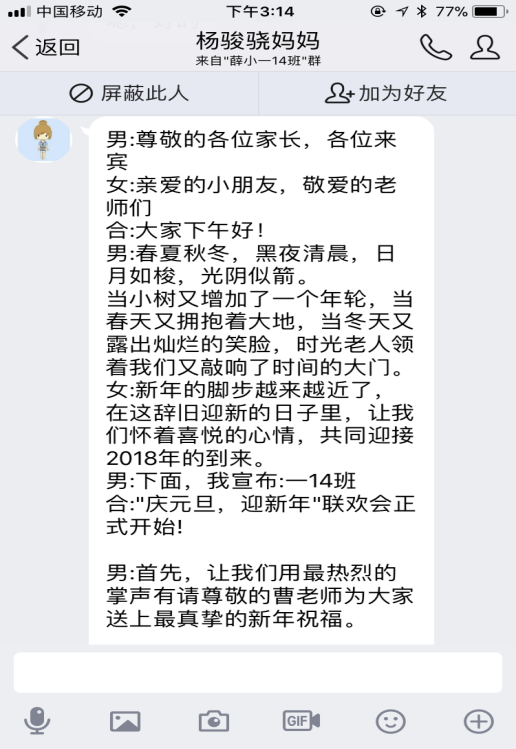 中国移动
下午3:14
77%
返回
杨骏骁妈妈
来自"薛小一14班"群
屏蔽此人
加为好友
男:尊敬的各位家长，各位来
宾
女:亲爱的小朋友，敬爱的老
师们
合:大家下午好！
男:春夏秋冬，黑夜清晨，日
月如梭，光阴似箭。
当小树又增加了一个年轮，当
春天又拥抱着大地，当冬天又
露出灿烂的笑脸，时光老人领
着我们又敲响了时间的大门。
女:新年的脚步越来越近了，
在这辞旧迎新的日子里，让我
们怀着喜悦的心情，共同迎接
2018年的到来。
男:下面，我宣布:一14班
合:"庆元旦，迎新年"联欢会正
式开始!
男:首先，让我们用最热烈的
掌声有请尊敬的曹老师为大家
送上最真挚的新年祝福。
GIF